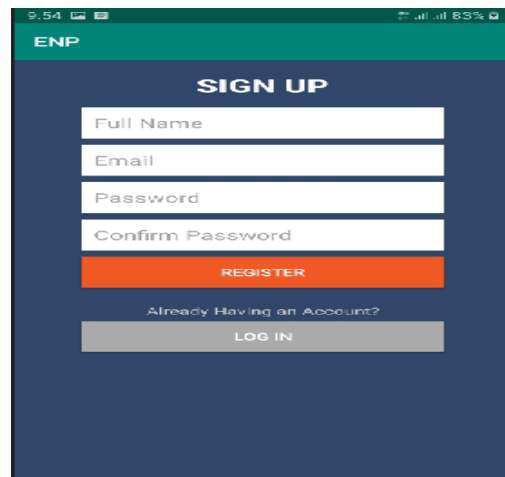 9:54 83%
ENP
SIGN UP
Full Name
Email
Password
Confirm Password
REGISTER
Already Having an Account?
LOG IN